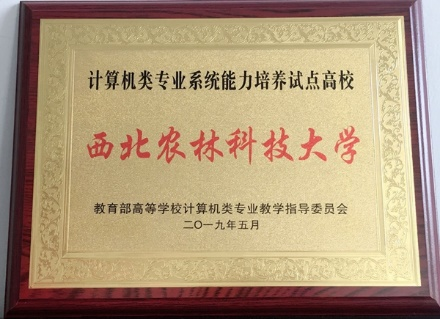 计算机类专业系统能力培养试点高校
西北农林科技大学
教育部高等学校计算机类专业教学指导委员会
二〇一九年五月